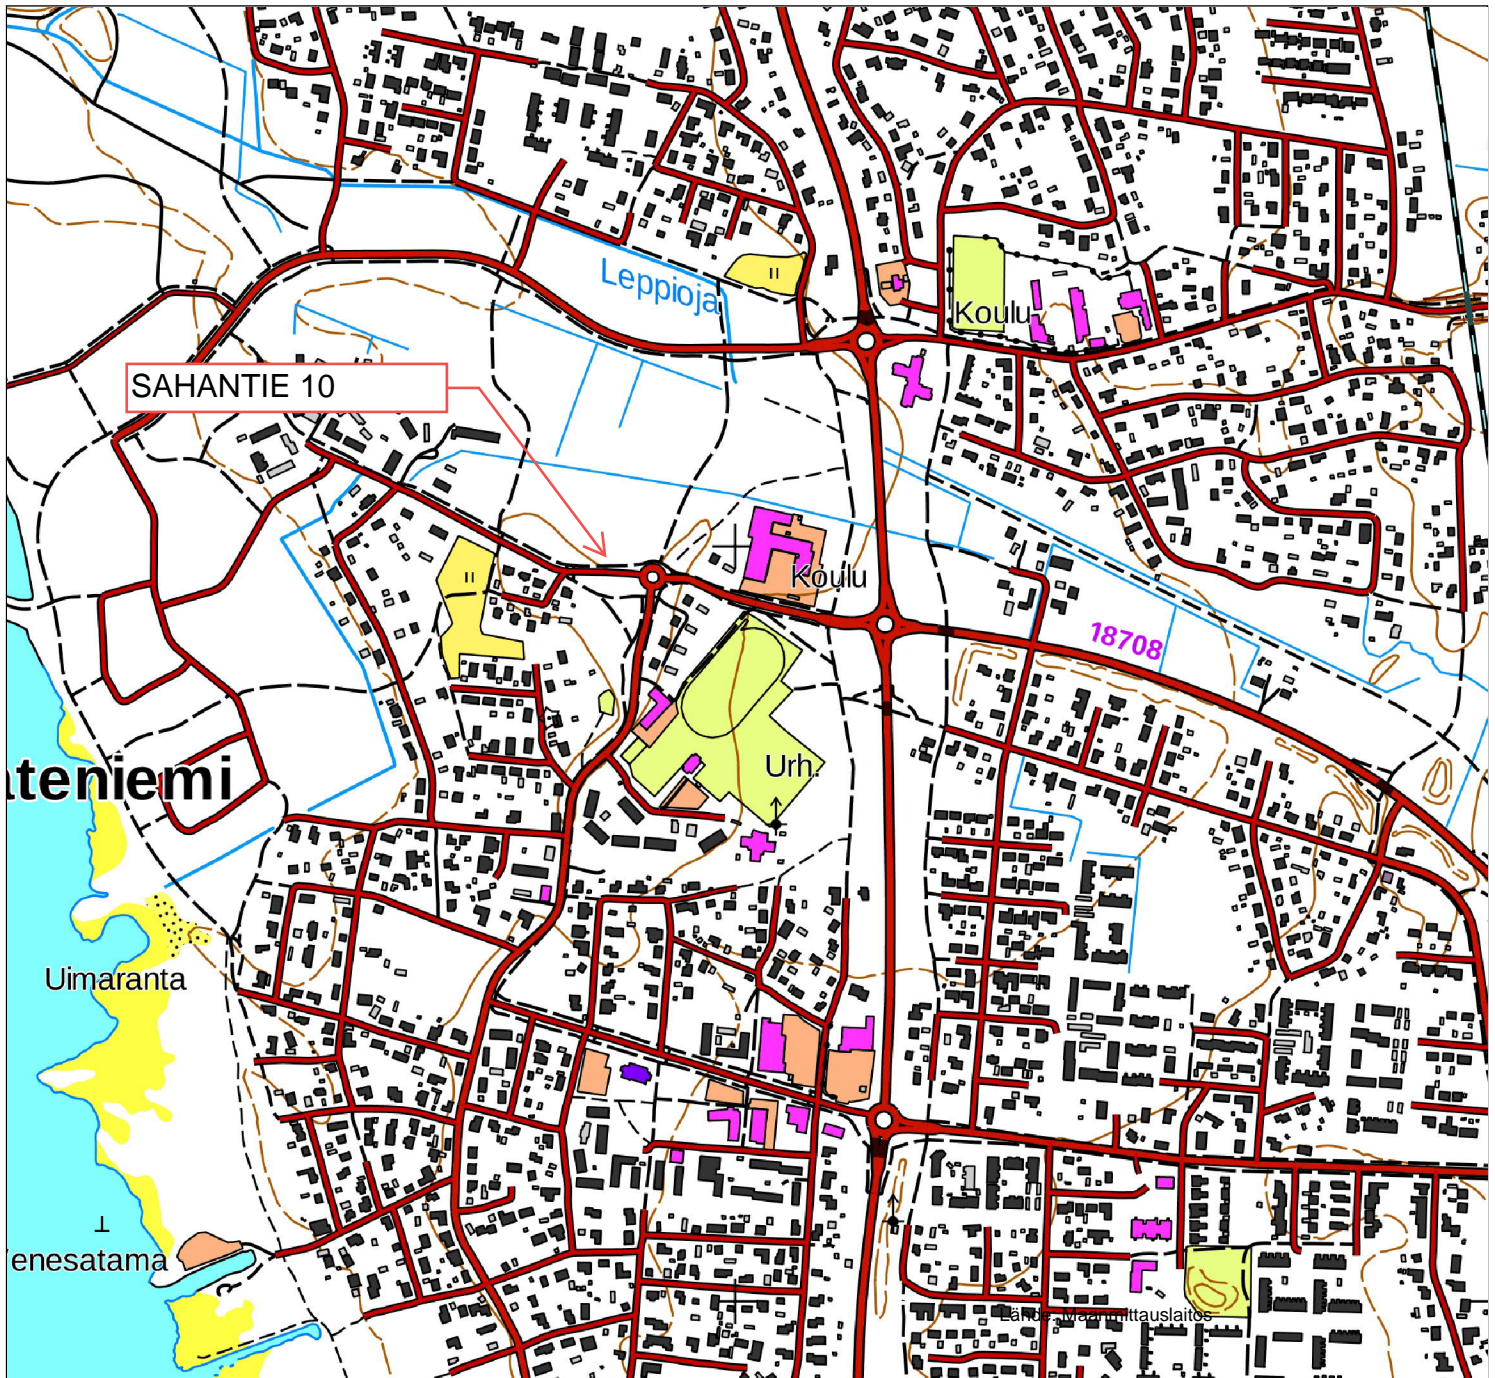 Leppioja
Koulu
SAHANTIE 10
Koulu
18708
Urh.
ateniemi
Uimaranta
enesatama
Lähde: Maanmittauslaitos